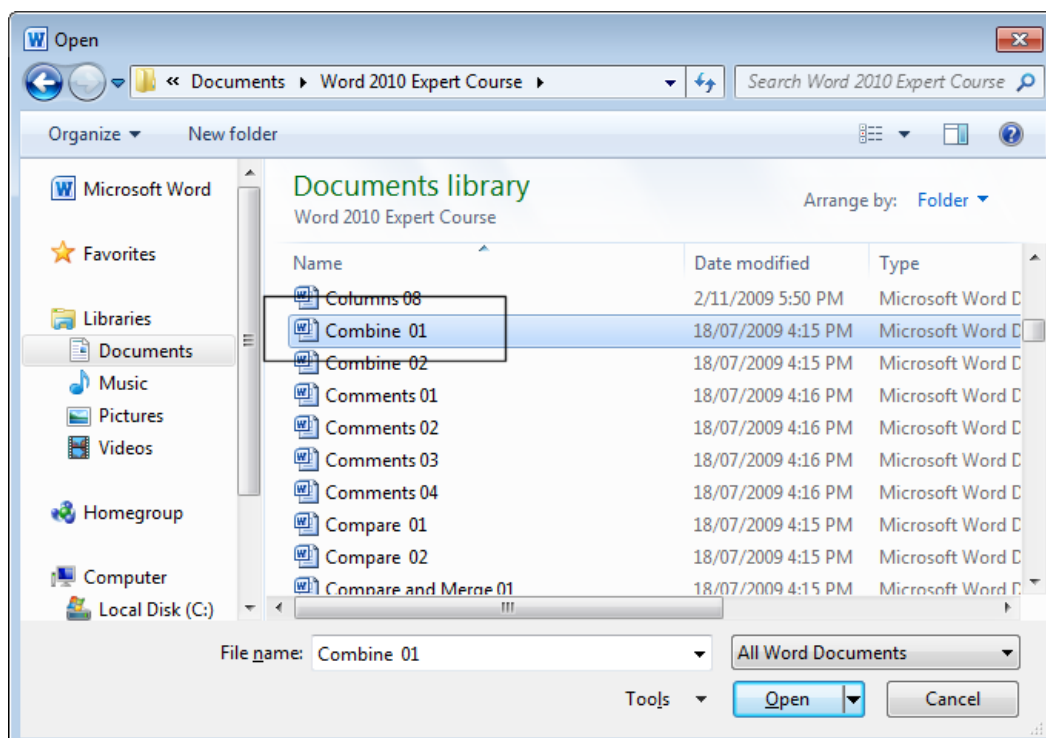 Open
« Documents Word 2010 Expert Course
Search Word 2010 Expert Course
Organize New folder
Microsoft Word
Favorites
Libraries
Documents
Music
Pictures
Videos
Homegroup
Computer
Local Disk (C:)
Documents library
Word 2010 Expert Course
Arrange by: Folder
Name Date modified Type
Columns 08 2/11/2009 5:50 PM Microsoft Word D
Combine 01 18/07/2009 4:15 PM Microsoft Word D
Combine 02 18/07/2009 4:15 PM Microsoft Word D
Comments 01 18/07/2009 4:16 PM Microsoft Word D
Comments 02 18/07/2009 4:16 PM Microsoft Word D
Comments 03 18/07/2009 4:16 PM Microsoft Word D
Comments 04 18/07/2009 4:16 PM Microsoft Word D
Compare 01 18/07/2009 4:15 PM Microsoft Word D
Compare 02 18/07/2009 4:15 PM Microsoft Word D
Compare and Merge 01 18/07/2009 4:15 PM Microsoft Word D
File name: Combine 01 All Word Documents
Tools Open Cancel